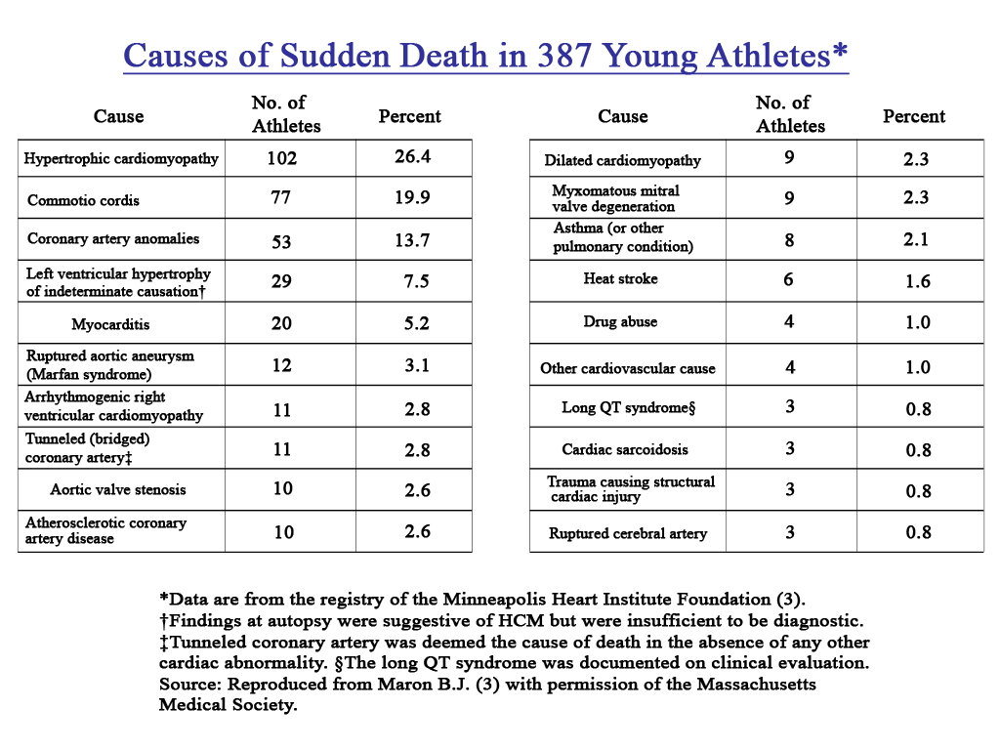 Causes of Sudden Death in 387 Young Athletes*
Cause No. of Athletes Percent
Hypertrophic cardiomyopathy 102 26.4
Commotio cordis 77 19.9
Coronary artery anomalies 53 13.7
Left ventricular hypertrophy
of indeterminate causation† 29 7.5
Myocarditis 20 5.2
Ruptured aortic aneurysm
(Marfan syndrome) 12 3.1
Arrhythmogenic right
ventricular cardiomyopathy 11 2.8
Tunneled (bridged)
coronary artery‡ 11 2.8
Aortic valve stenosis 10 2.6
Atherosclerotic coronary
artery disease 10 2.6
Cause No. of Athletes Percent
Dilated cardiomyopathy 9 2.3
Myxomatous mitral
valve degeneration 9 2.3
Asthma (or other
pulmonary condition) 8 2.1
Heat stroke 6 1.6
Drug abuse 4 1.0
Other cardiovascular cause 4 1.0
Long QT syndrome§ 3 0.8
Cardiac sarcoidosis 3 0.8
Trauma causing structural
cardiac injury 3 0.8
Ruptured cerebral artery 3 0.8
*Data are from the registry of the Minneapolis Heart Institute Foundation (3).
†Findings at autopsy were suggestive of HCM but were insufficient to be diagnostic.
‡Tunneled coronary artery was deemed the cause of death in the absence of any other
cardiac abnormality. §The long QT syndrome was documented on clinical evaluation.
Source: Reproduced from Maron B.J. (3) with permission of the Massachusetts
Medical Society.